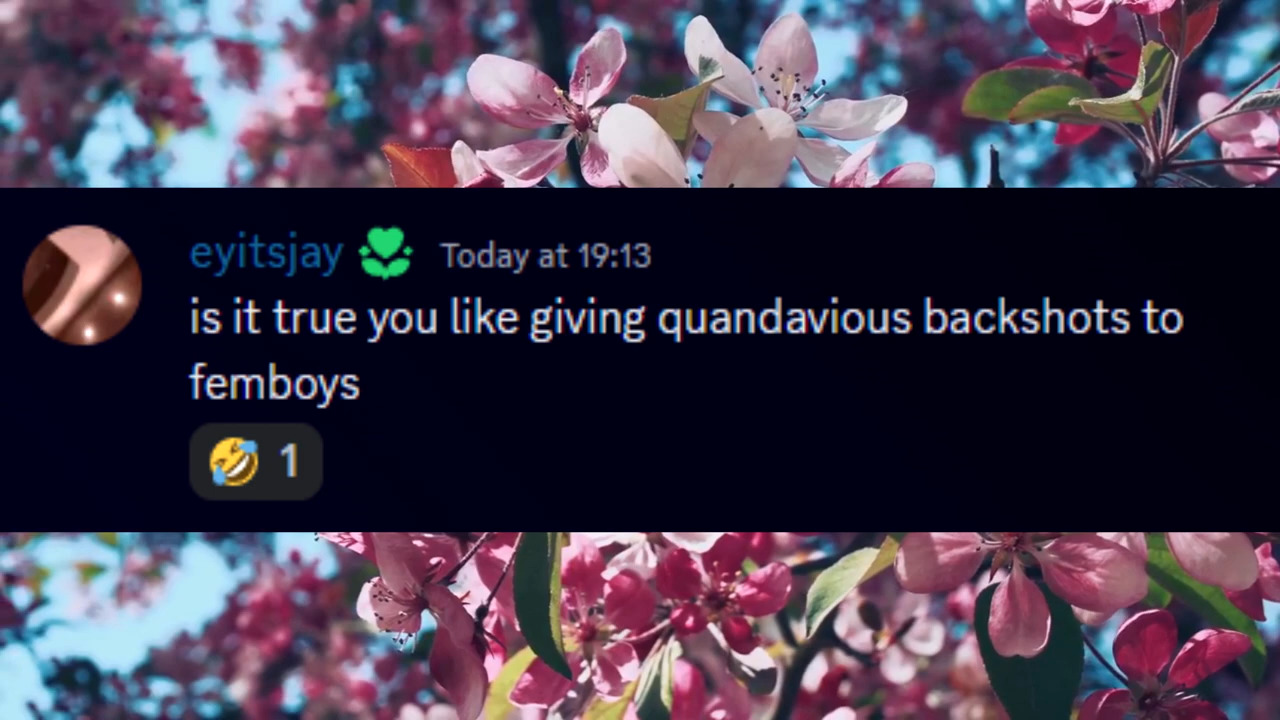 eyitsjay Today at 19:13
is it true you like giving quandavious backshots to
femboys
1